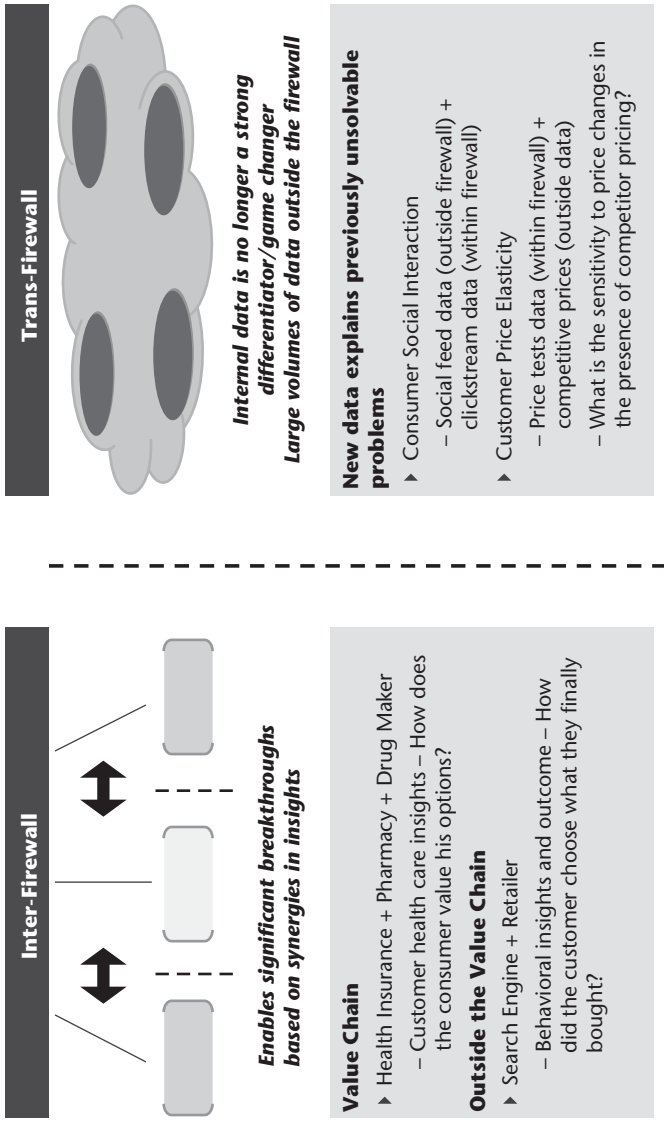 Inter-Firewall
Enables significant breakthroughs
based on synergies in insights
Value Chain
▸ Health Insurance + Pharmacy + Drug Maker
– Customer health care insights – How does
the consumer value his options?
Outside the Value Chain
▸ Search Engine + Retailer
– Behavioral insights and outcome – How
did the customer choose what they finally
bought?
Trans-Firewall
Internal data is no longer a strong
differentiator/game changer
Large volumes of data outside the firewall
New data explains previously unsolvable
problems
▸ Consumer Social Interaction
– Social feed data (outside firewall) +
clickstream data (within firewall)
▸ Customer Price Elasticity
– Price tests data (within firewall) +
competitive prices (outside data)
– What is the sensitivity to price changes in
the presence of competitor pricing?